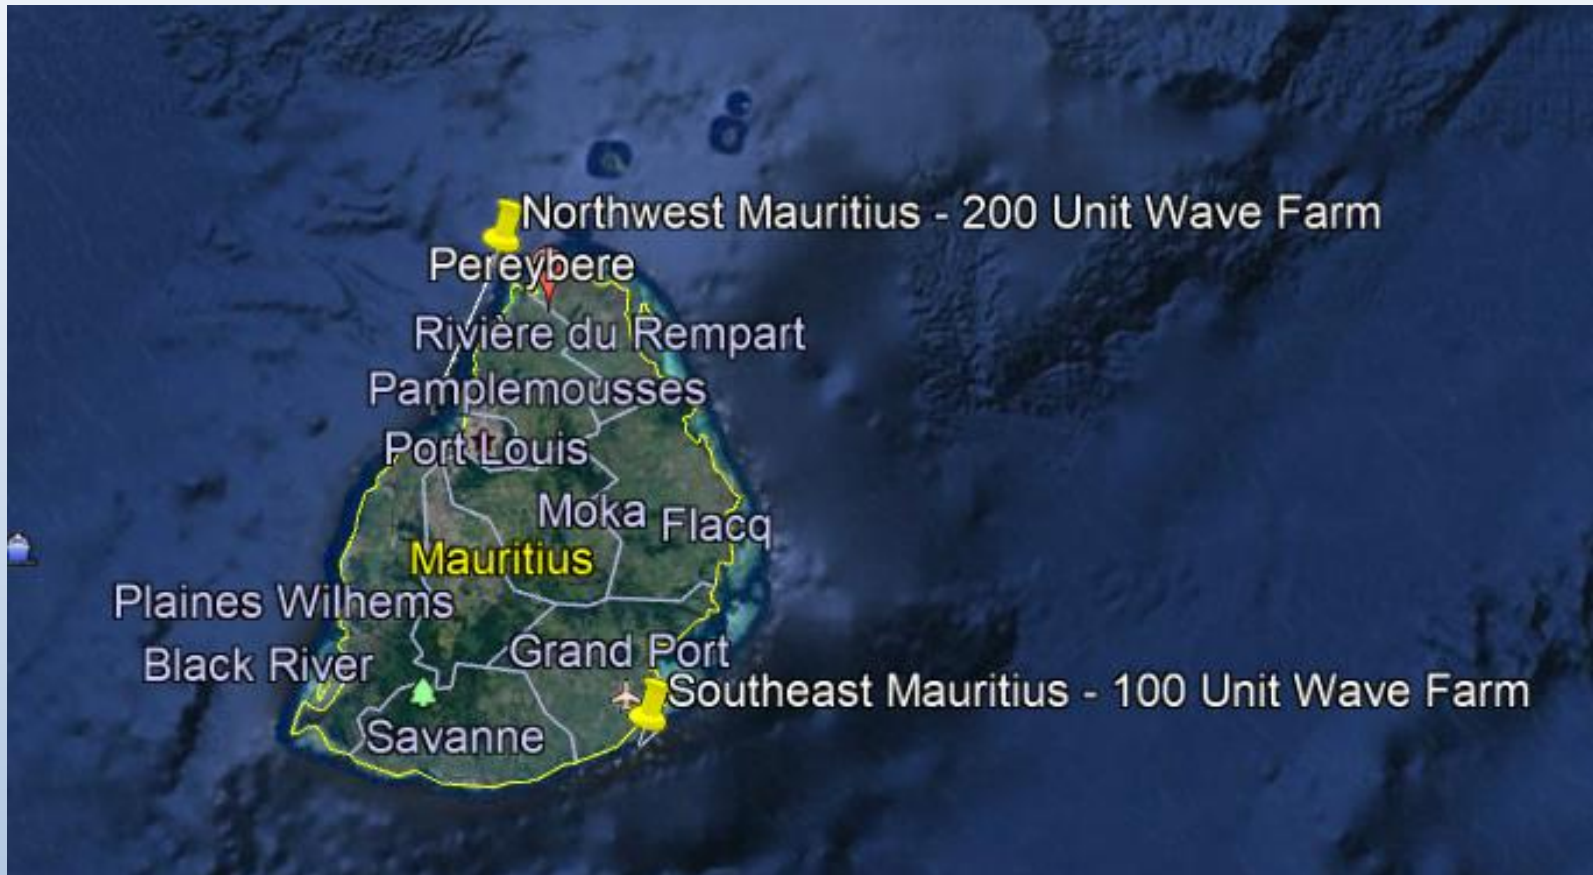 Northwest Mauritius - 200 Unit Wave Farm
Pereybere
Rivière du Rempart
Pamplemousses
Port Louis
Moka
Flacq
Mauritius
Plaines Wilhems
Grand Port
Black River
Southeast Mauritius - 100 Unit Wave Farm
Savanne